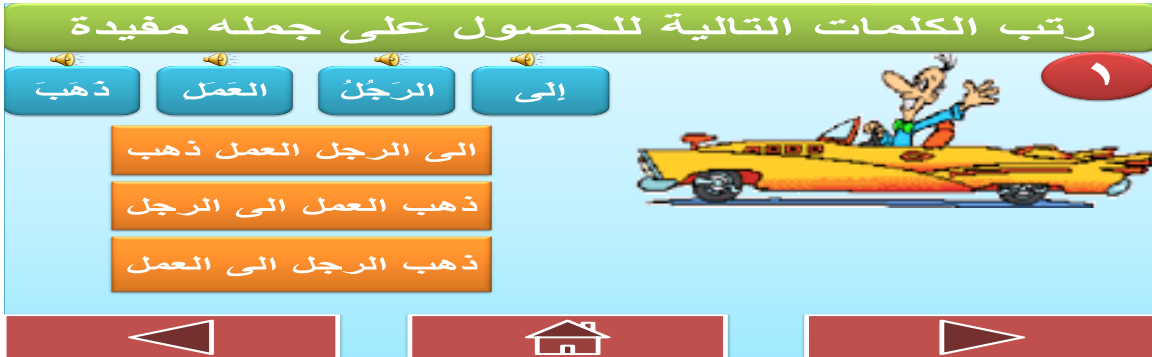 رتب الكلمات التالية للحصول على جمله مفيدة
١
إِلَى الرَجُلُ العَمَلِ ذَهَبَ
الى الرجل العمل ذهب
ذهب العمل الى الرجل
ذهب الرجل الى العمل